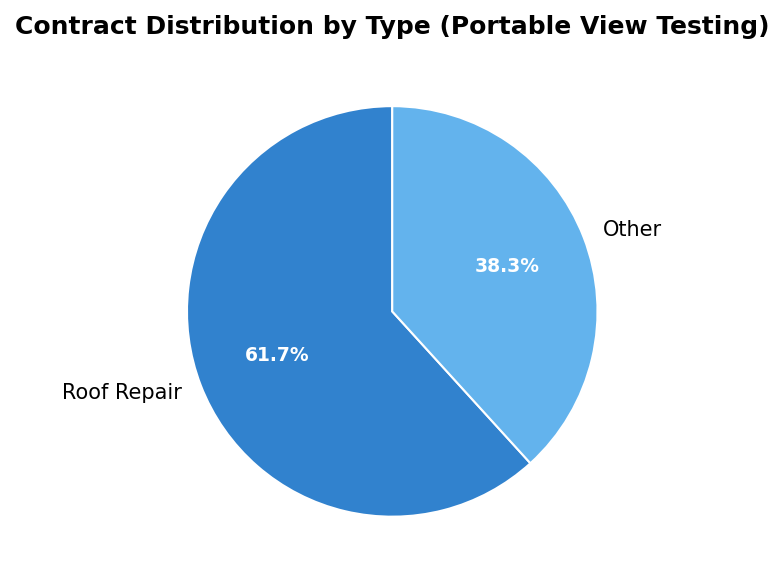 Contract Distribution by Type (Portable View Testing)
Other
38.3%
61.7%
Roof Repair